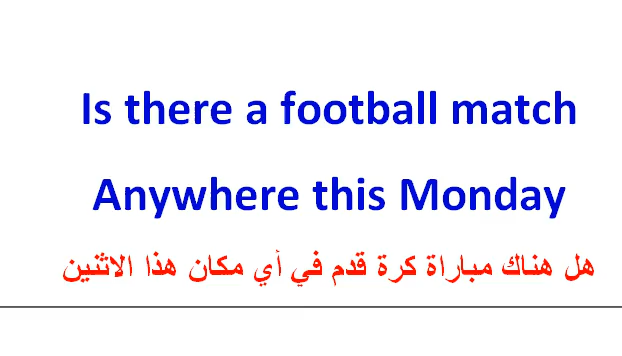 Is there a football match
Anywhere this Monday
هل هناك مباراة كرة قدم في أي مكان هذا الاثنين